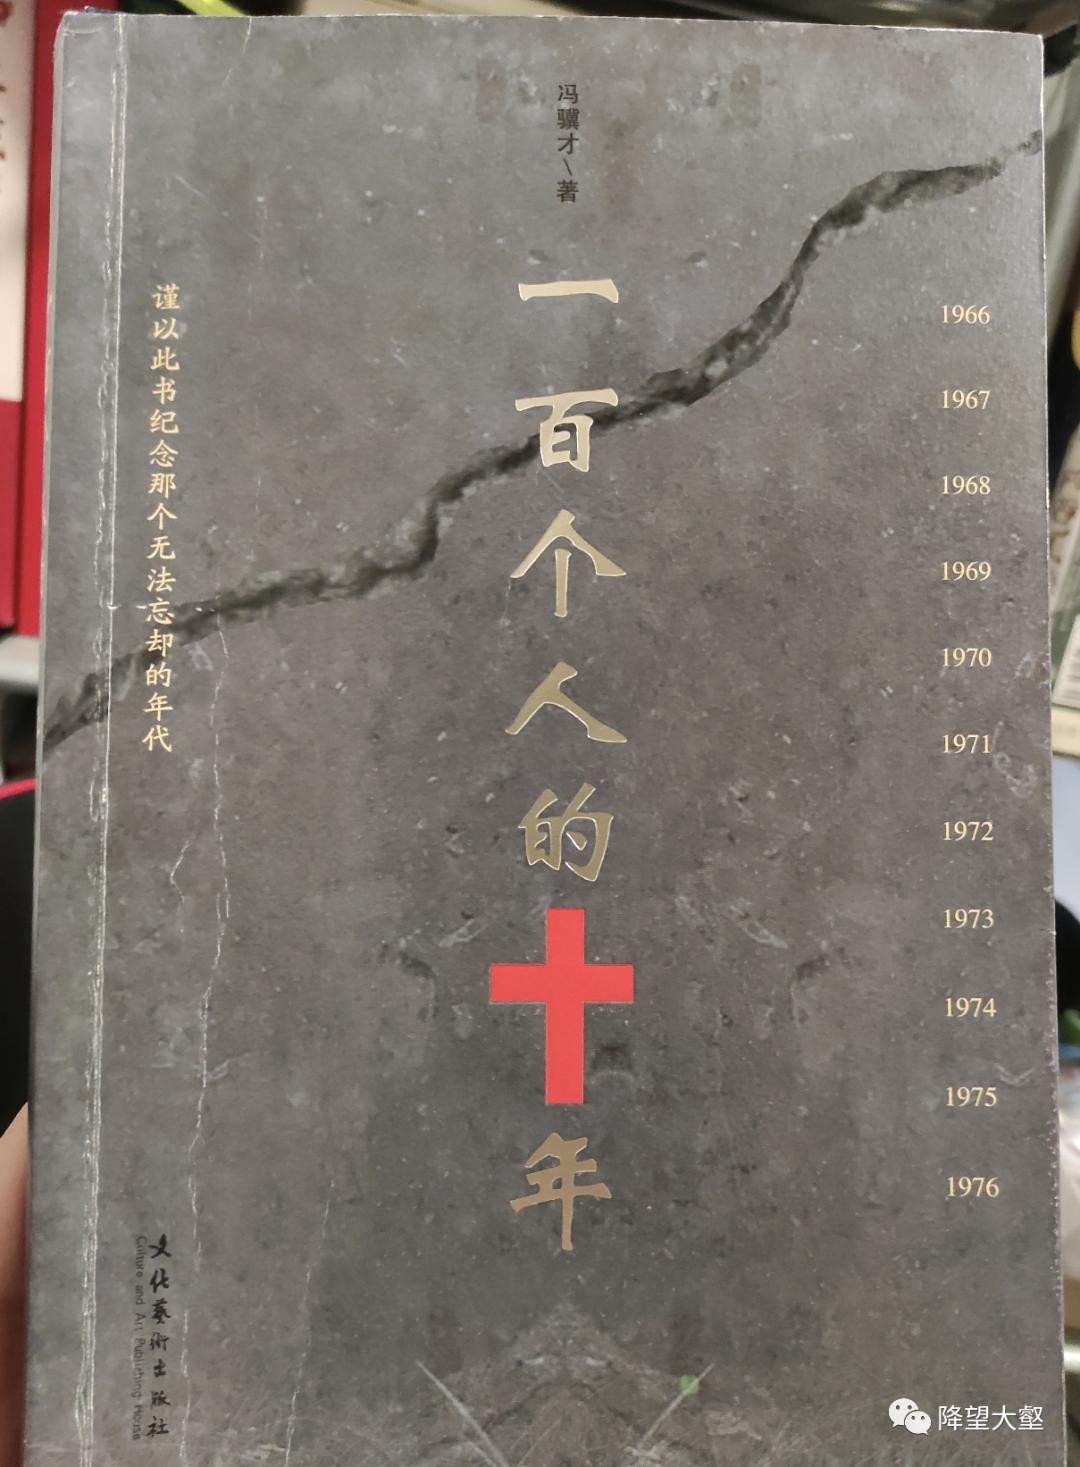 冯骥才\著
一百个人的十年
谨以此书纪念那个无法忘却的年代
1966
1967
1968
1969
1970
1971
1972
1973
1974
1975
1976
文化藝術出版社
Culture and Art Publishing House
降望大壑